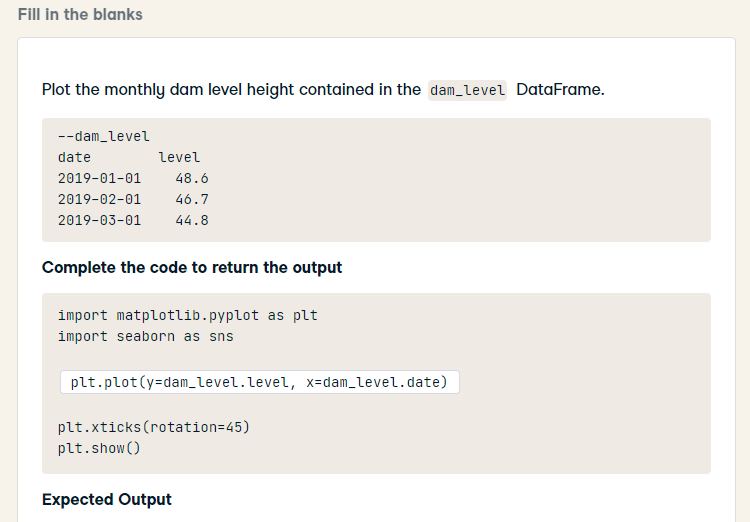 Fill in the blanks
Plot the monthly dam level height contained in the dam_level DataFrame.
--dam_level
date        level
2019-01-01    48.6
2019-02-01    46.7
2019-03-01    44.8
Complete the code to return the output
import matplotlib.pyplot as plt
import seaborn as sns
plt.plot(y=dam_level.level, x=dam_level.date)
plt.xticks(rotation=45)
plt.show()
Expected Output